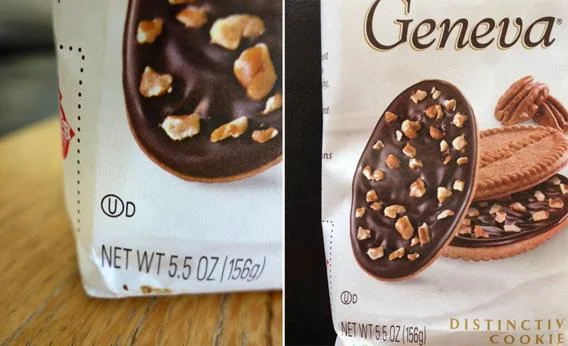 UD
NET WT 5.5 OZ (156g)
Geneva®
UD
NET WT 5.5 OZ (156g)
DISTINCTIV
COOKIE